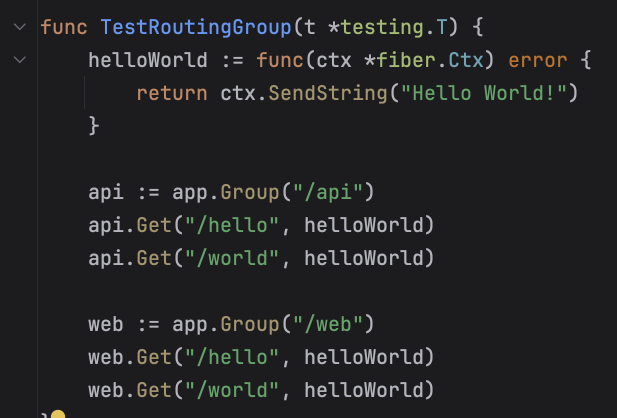 func TestRoutingGroup(t *testing.T) {
    helloWorld := func(ctx *fiber.Ctx) error {
        return ctx.SendString("Hello World!")
    }

    api := app.Group("/api")
    api.Get("/hello", helloWorld)
    api.Get("/world", helloWorld)

    web := app.Group("/web")
    web.Get("/hello", helloWorld)
    web.Get("/world", helloWorld)
}